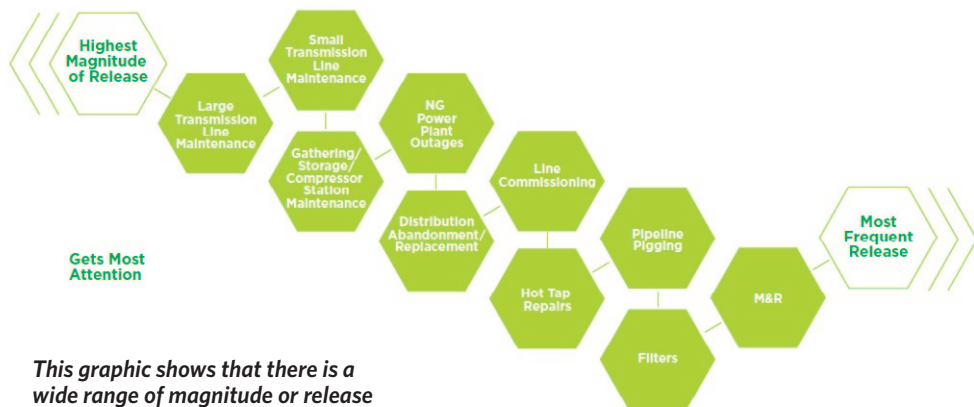 Highest
Magnitude
of Release
Large
Transmission
Line
Maintenance
Small
Transmission
Line
Maintenance
Gathering/
Storage/
Compressor
Station
Maintenance
NG
Power
Plant
Outages
Distribution
Abandonment/
Replacement
Line
Commissioning
Hot Tap
Repairs
Pipeline
Pigging
Filters
M&R
Most
Frequent
Release
Gets Most
Attention
This graphic shows that there is a
wide range of magnitude or release